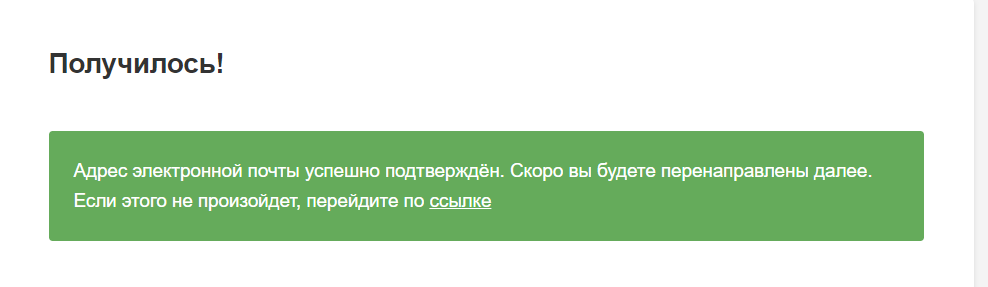 Получилось!
Адрес электронной почты успешно подтверждён. Скоро вы будете перенаправлены далее.
Если этого не произойдет, перейдите по ссылке